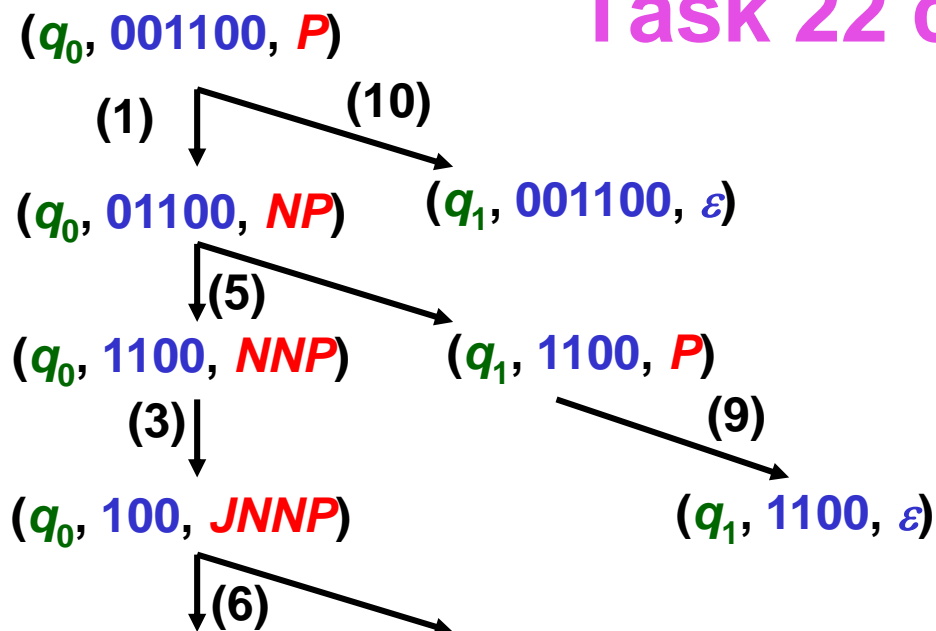 Task 22
(q₀, 001100, P)
(1) (10)
(q₀, 01100, NP) (q₁, 001100, ε)
(5)
(q₀, 1100, NNP) (q₁, 1100, P)
(3) (9)
(q₀, 100, JNNP) (q₁, 1100, ε)
(6)